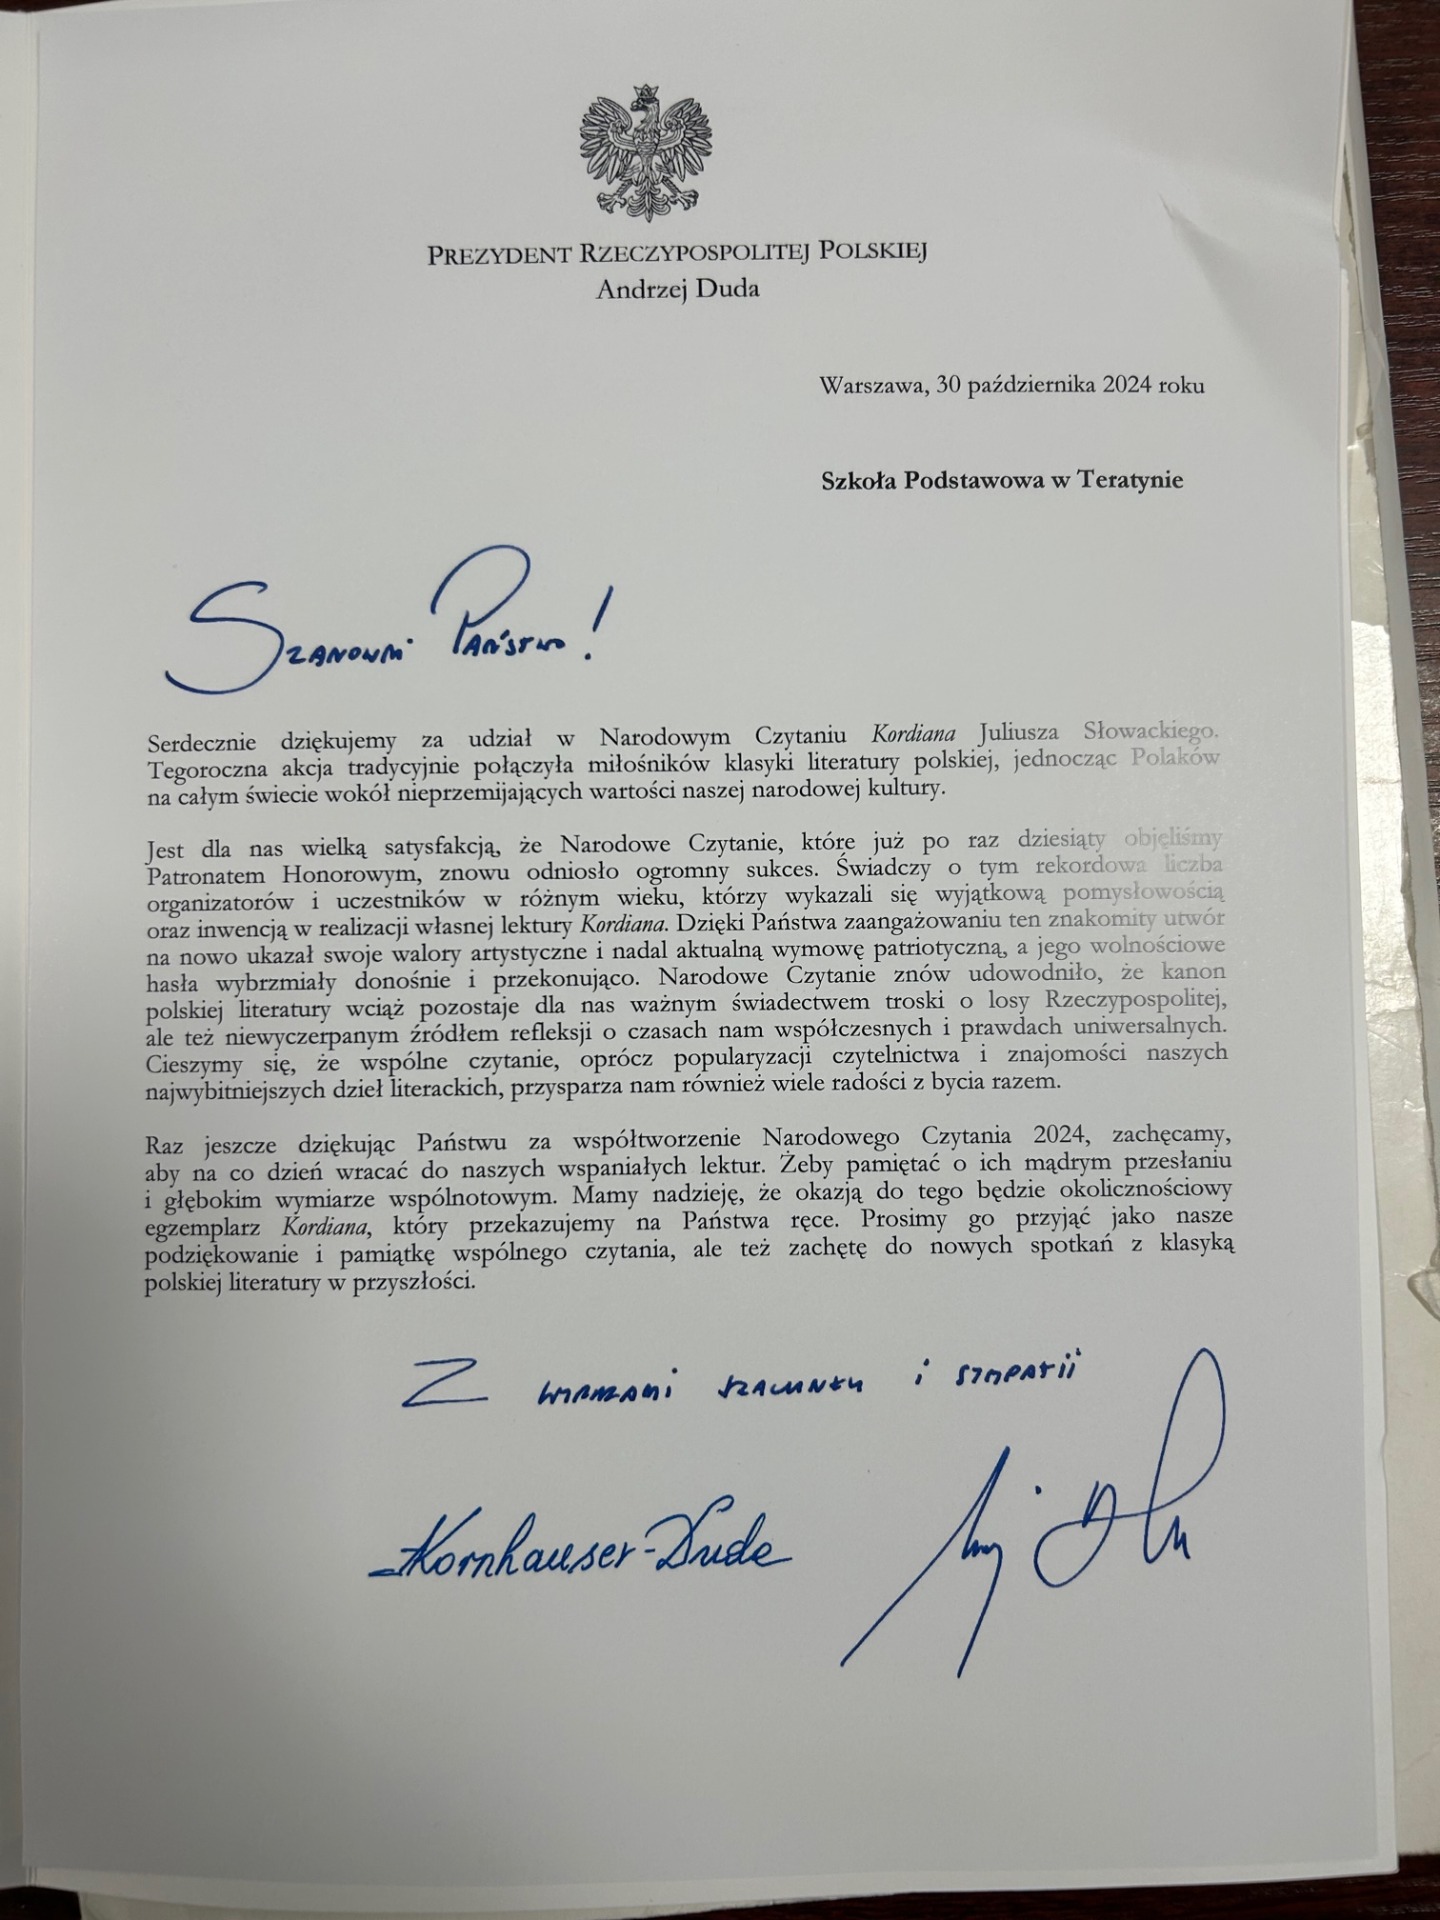 PREZYDENT RZECZYPOSPOLITEJ POLSKIEJ
Andrzej Duda
Warszawa, 30 października 2024 roku
Szkoła Podstawowa w Teratynie
Szanowni Państwo!
Serdecznie dziękujemy za udział w Narodowym Czytaniu Kordiana Juliusza Słowackiego.
Tegoroczna akcja tradycyjnie połączyła miłośników klasyki literatury polskiej, jednocząc Polaków
na całym świecie wokół nieprzemijających wartości naszej narodowej kultury.
Jest dla nas wielką satysfakcją, że Narodowe Czytanie, które już po raz dziesiąty objęliśmy
Patronatem Honorowym, znowu odniosło ogromny sukces. Świadczy o tym rekordowa liczba
organizatorów i uczestników w różnym wieku, którzy wykazali się wyjątkową pomysłowością
oraz inwencją w realizacji własnej lektury Kordiana. Dzięki Państwa zaangażowaniu ten znakomity utwór
na nowo ukazał swoje walory artystyczne i nadal aktualną wymowę patriotyczną, a jego wolnościowe
hasła wybrzmiały donośnie i przekonująco. Narodowe Czytanie znów udowodniło, że kanon
polskiej literatury wciąż pozostaje dla nas ważnym świadectwem troski o losy Rzeczypospolitej,
ale też niewyczerpanym źródłem refleksji o czasach nam współczesnych i prawdach uniwersalnych.
Cieszymy się, że wspólne czytanie, oprócz popularyzacji czytelnictwa i znajomości naszych
najwybitniejszych dzieł literackich, przysparza nam również wiele radości z bycia razem.
Raz jeszcze dziękując Państwu za współtworzenie Narodowego Czytania 2024, zachęcamy,
aby na co dzień wracać do naszych wspaniałych lektur. Żeby pamiętać o ich mądrym przesłaniu
i głębokim wymiarze wspólnotowym. Mamy nadzieję, że okazją do tego będzie okolicznościowy
egzemplarz Kordiana, który przekazujemy na Państwa ręce. Prosimy go przyjąć jako nasze
podziękowanie i pamiątkę wspólnego czytania, ale też zachętę do nowych spotkań z klasyką
polskiej literatury w przyszłości.
Z wyrazami szacunku i sympatii
Kornhauser-Duda